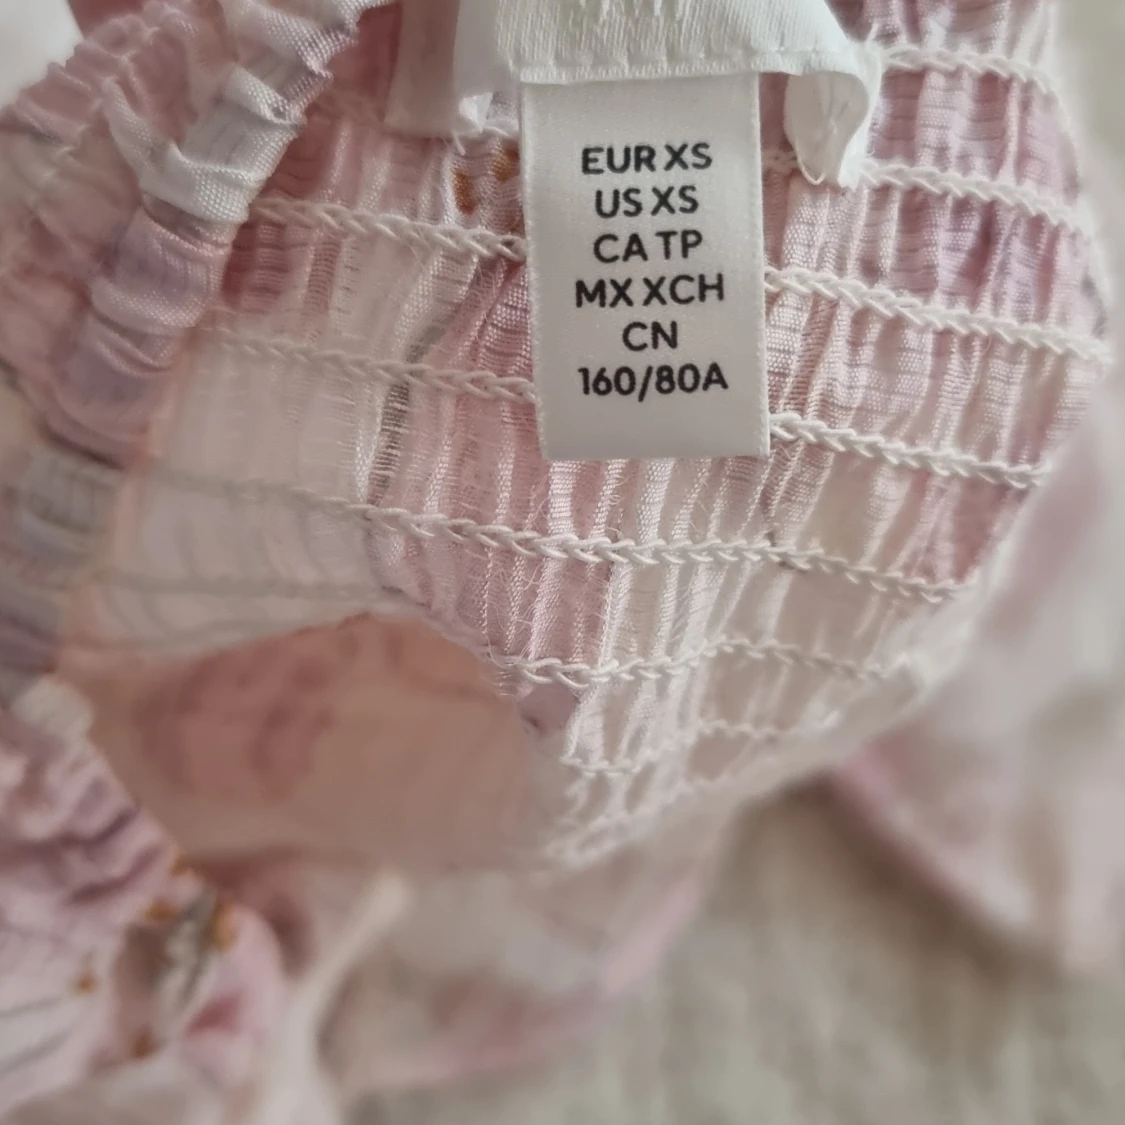 EUR XS
US XS
CA TP
MX XCH
CN
160/80A